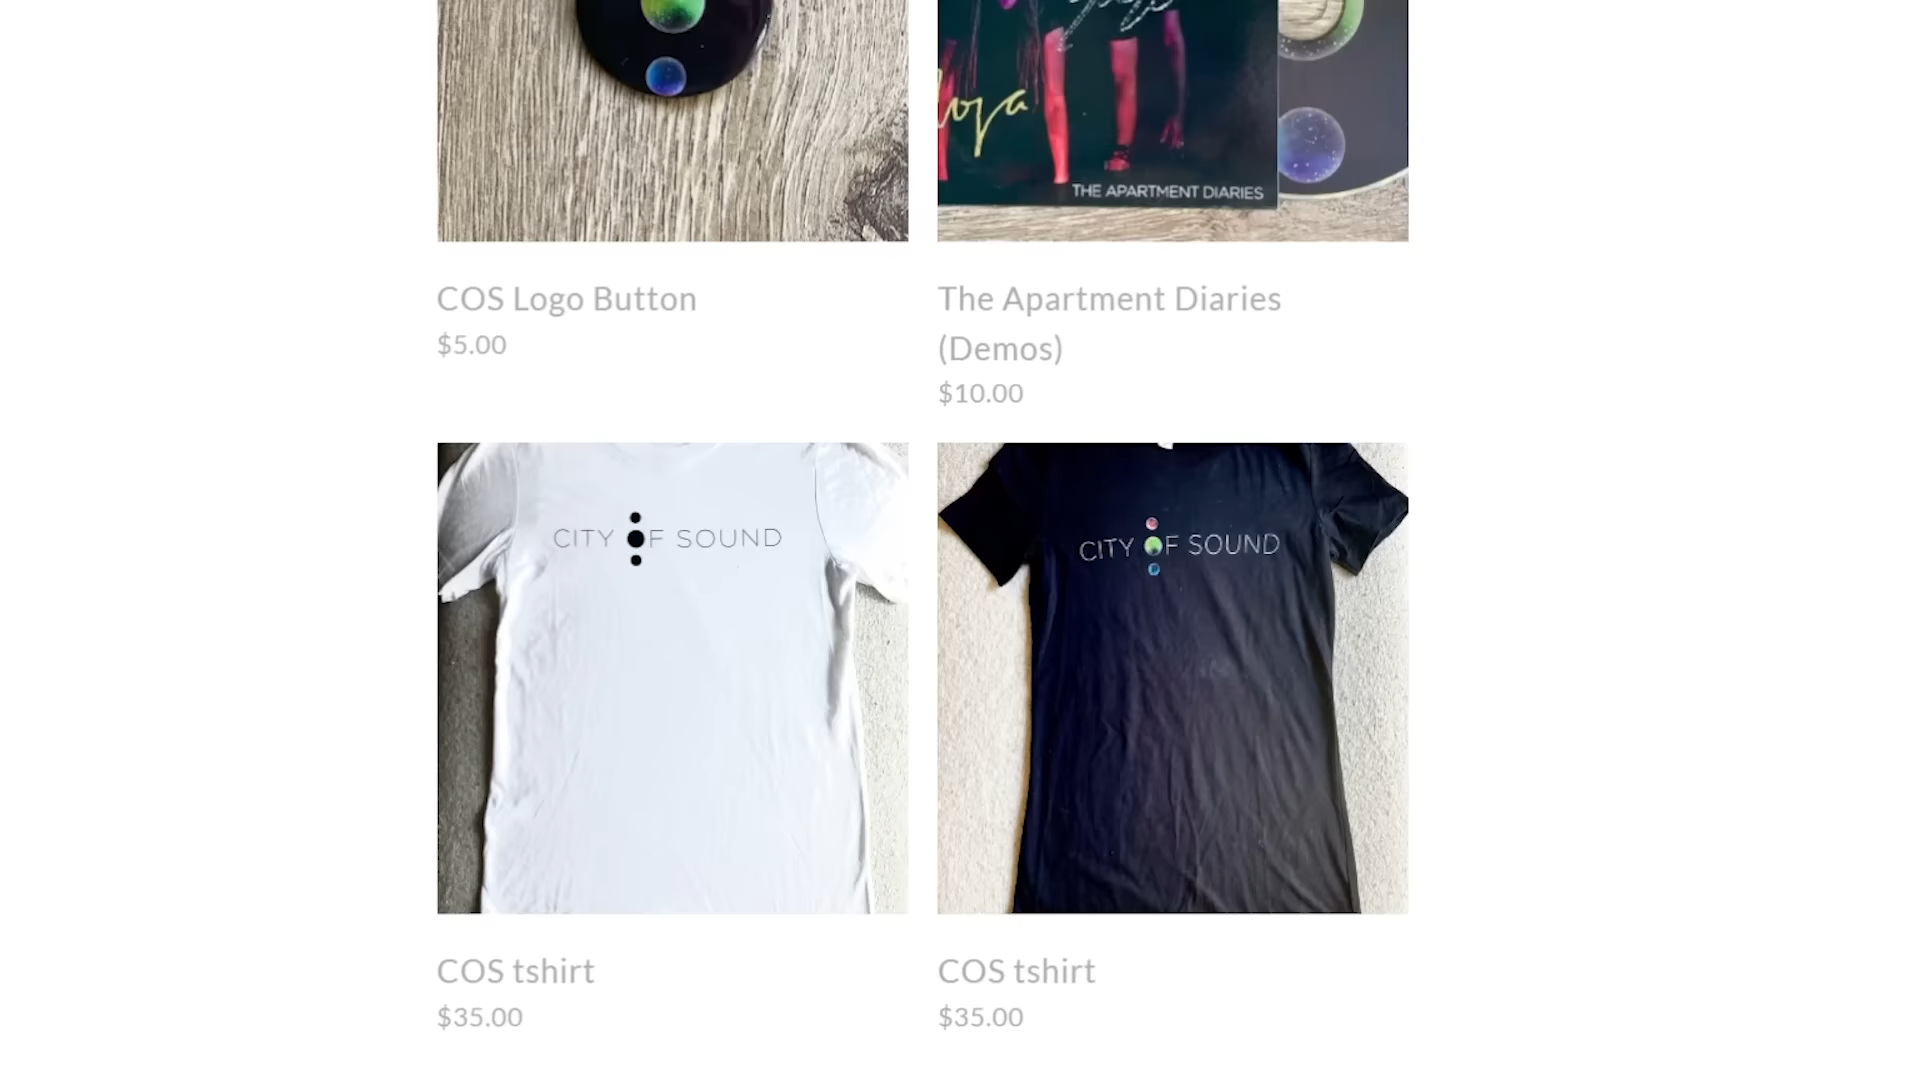 THE APARTMENT DIARIES
COS Logo Button
$5.00
The Apartment Diaries
(Demos)
$10.00
CITY OF SOUND
CITY OF SOUND
COS tshirt
$35.00
COS tshirt
$35.00